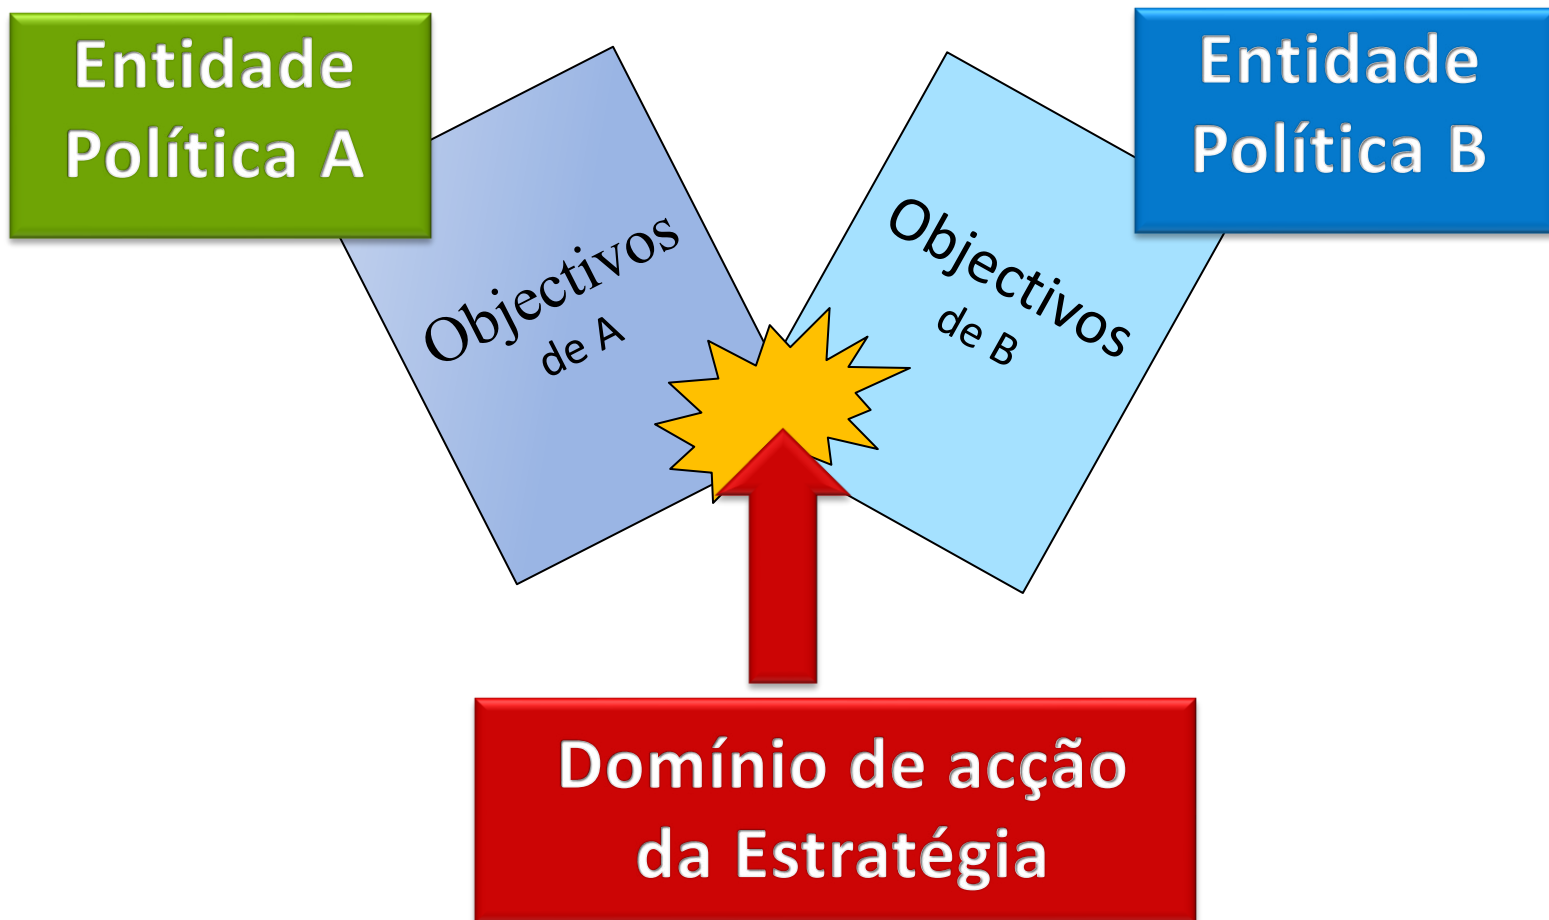 Entidade
Política A
Entidade
Política B
Objectivos
de A
Objectivos
de B
Domínio de acção
da Estratégia